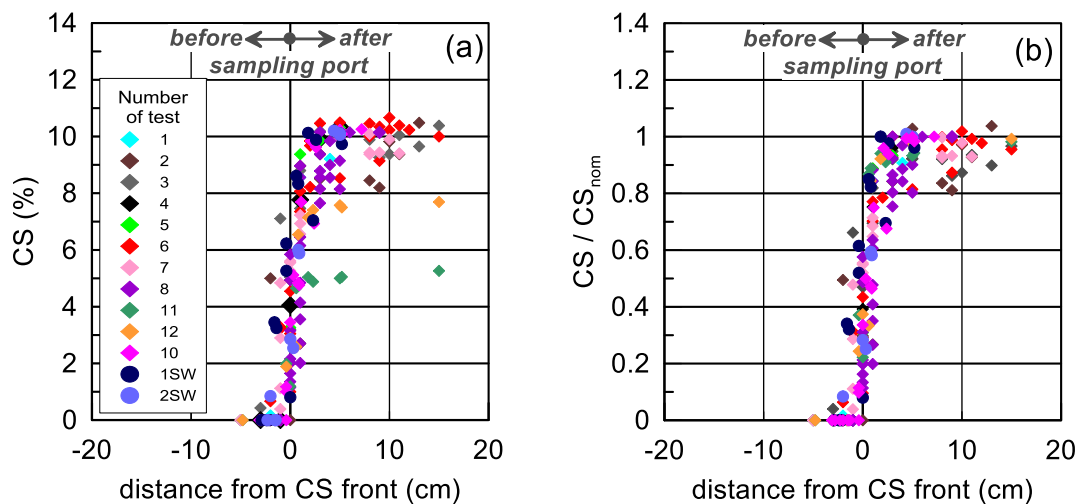 14
12
10
8
6
4
2
0
CS (%)
before after
(a)
sampling port
Number
of test
1
2
3
4
5
6
7
8
11
12
10
1SW
2SW
-20 -10 0 10 20
distance from CS front (cm)
1.4
1.2
1
0.8
0.6
0.4
0.2
0
CS / CSnom
before after
(b)
sampling port
-20 -10 0 10 20
distance from CS front (cm)